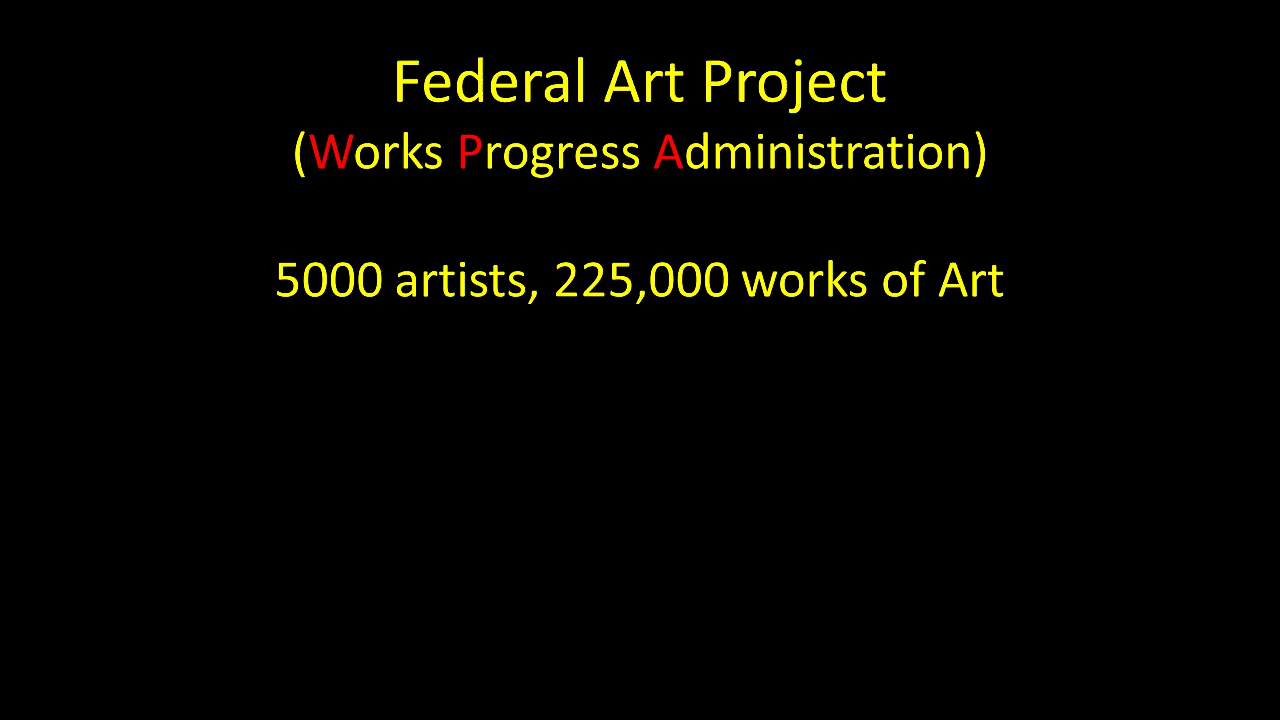 Federal Art Project
(Works Progress Administration)
5000 artists, 225,000 works of Art